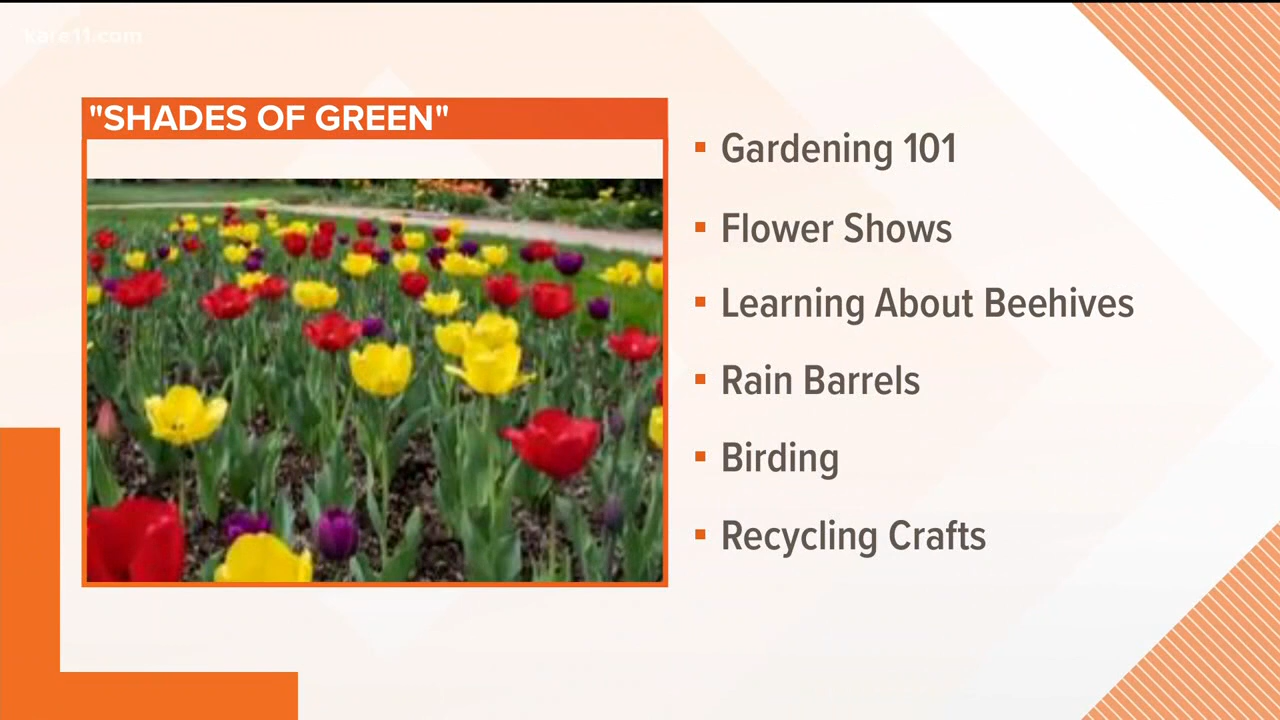 kare11.com
"SHADES OF GREEN"
Gardening 101
Flower Shows
Learning About Beehives
Rain Barrels
Birding
Recycling Crafts